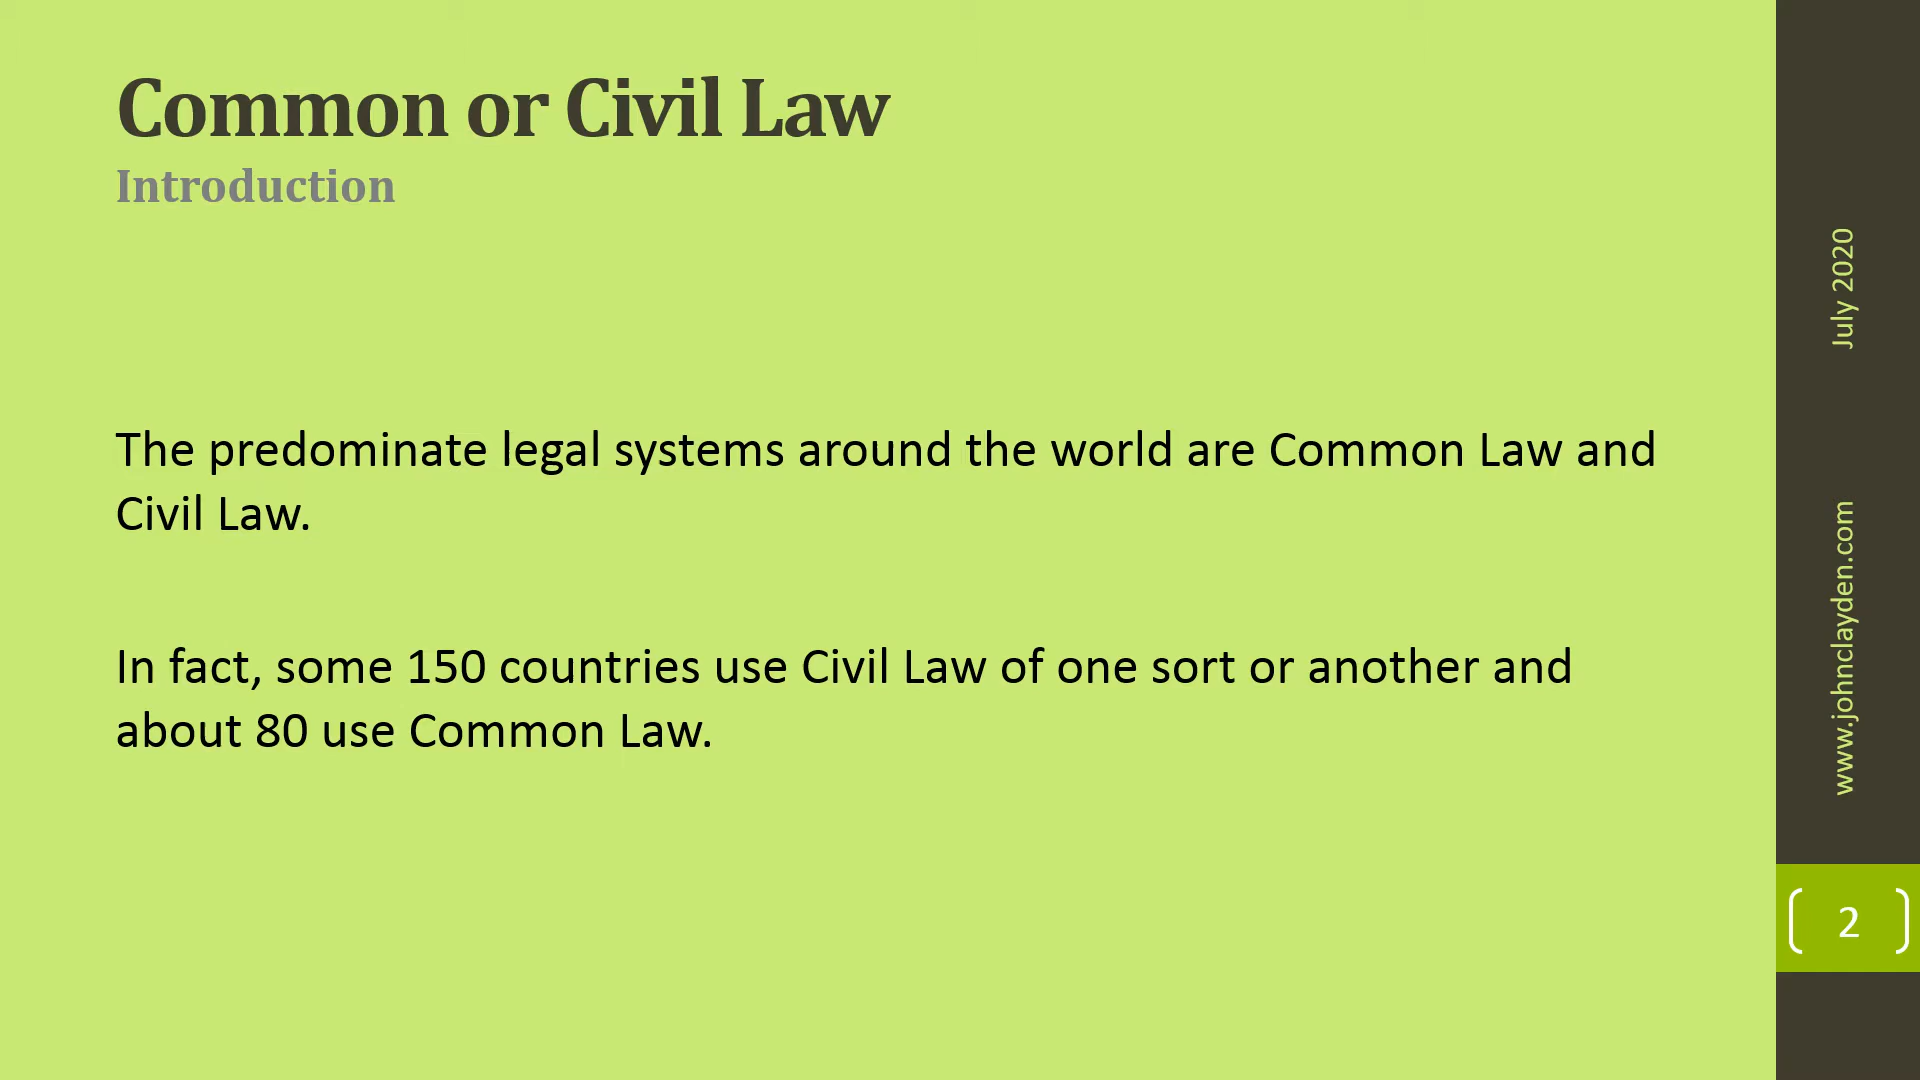 Common or Civil Law
Introduction
The predominate legal systems around the world are Common Law and
Civil Law.
In fact, some 150 countries use Civil Law of one sort or another and
about 80 use Common Law.
July 2020
www.johnclayden.com
2